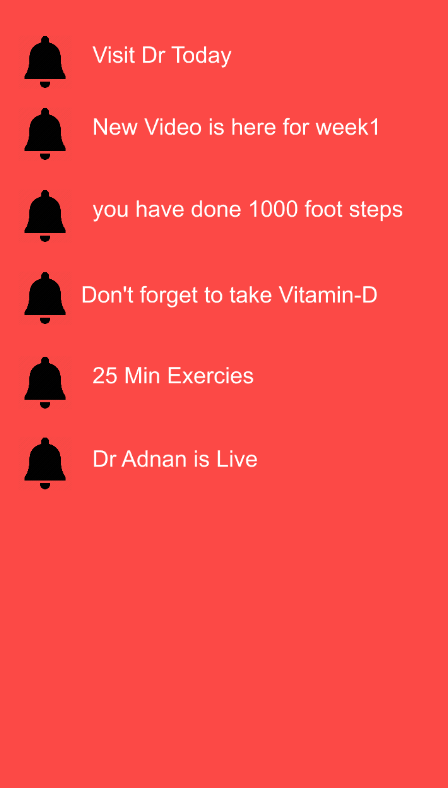 Visit Dr Today
New Video is here for week1
you have done 1000 foot steps
Don't forget to take Vitamin-D
25 Min Exercies
Dr Adnan is Live